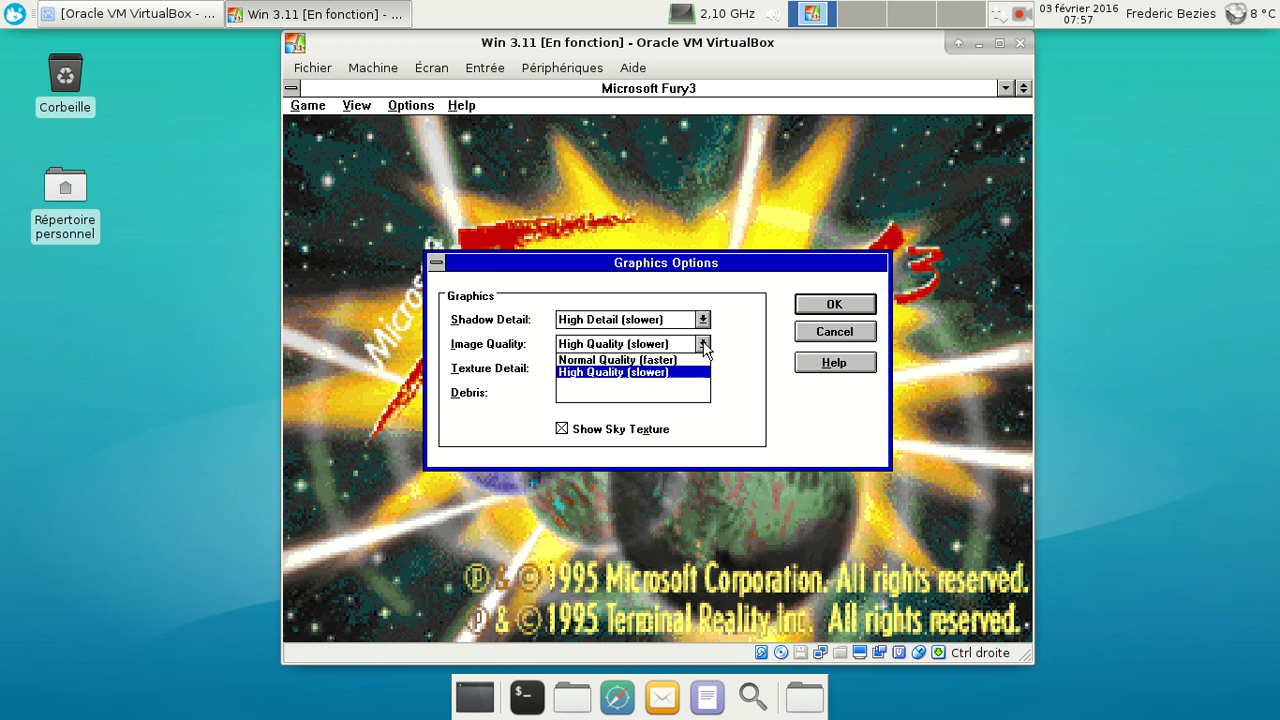 [Oracle VM VirtualBox - ...
Win 3.11 [En fonction] - ...
2,10 GHz
03 février 2016
07:57
Frederic Bezies
8 °C
Corbeille
Répertoire
personnel
Win 3.11 [En fonction] - Oracle VM VirtualBox
Fichier Machine Écran Entrée Périphériques Aide
Microsoft Fury3
Game View Options Help
3
Graphics Options
Graphics
Shadow Detail: High Detail (slower)
Image Quality: High Quality (slower)
Normal Quality (faster)
High Quality (slower)
Texture Detail:
Debris:
Show Sky Texture
OK
Cancel
Help
℗ & © 1995 Microsoft Corporation. All rights reserved.
℗ & © 1995 Terminal Reality Inc. All rights reserved.
Ctrl droite